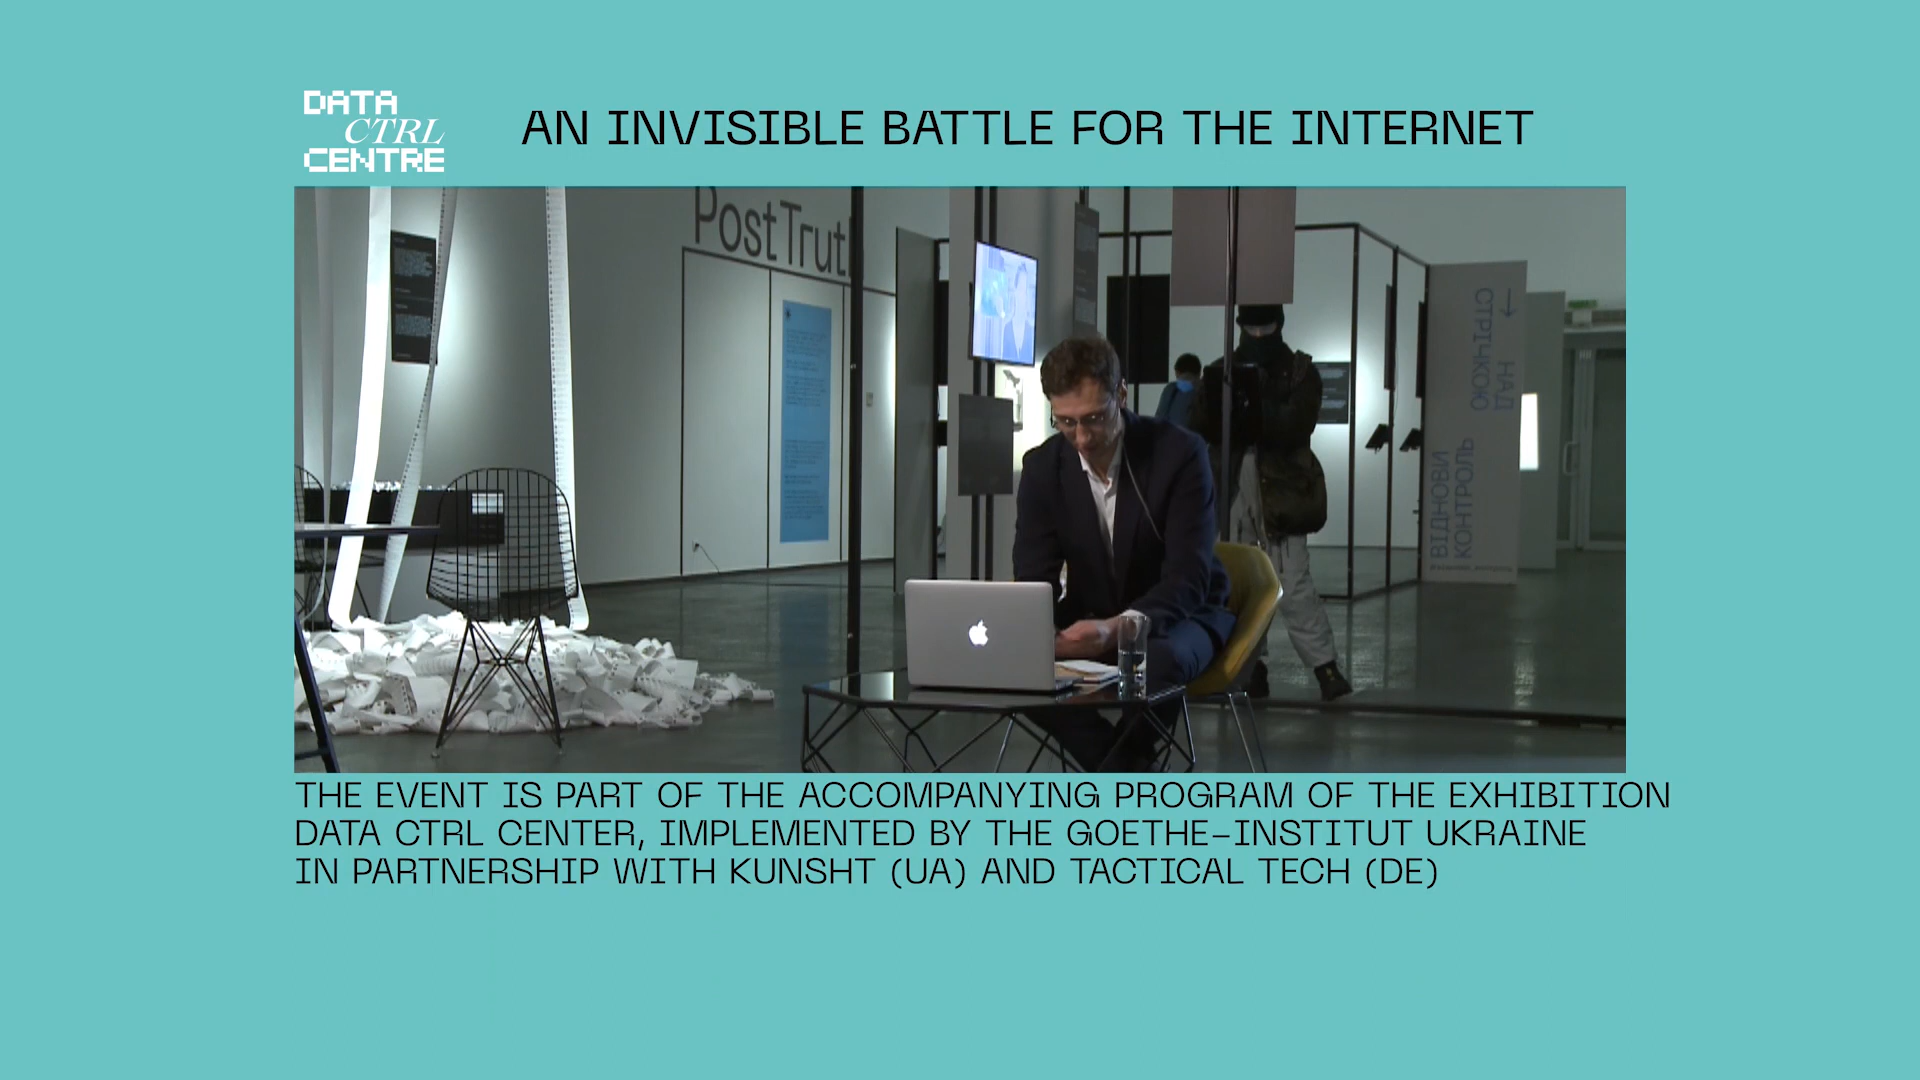 DATA
CTRL
CENTRE
AN INVISIBLE BATTLE FOR THE INTERNET
PostTrut
ВІДНОВИ
КОНТРОЛЬ
НАД
СТРІЧКОЮ
THE EVENT IS PART OF THE ACCOMPANYING PROGRAM OF THE EXHIBITION
DATA CTRL CENTER, IMPLEMENTED BY THE GOETHE-INSTITUT UKRAINE
IN PARTNERSHIP WITH KUNSHT (UA) AND TACTICAL TECH (DE)